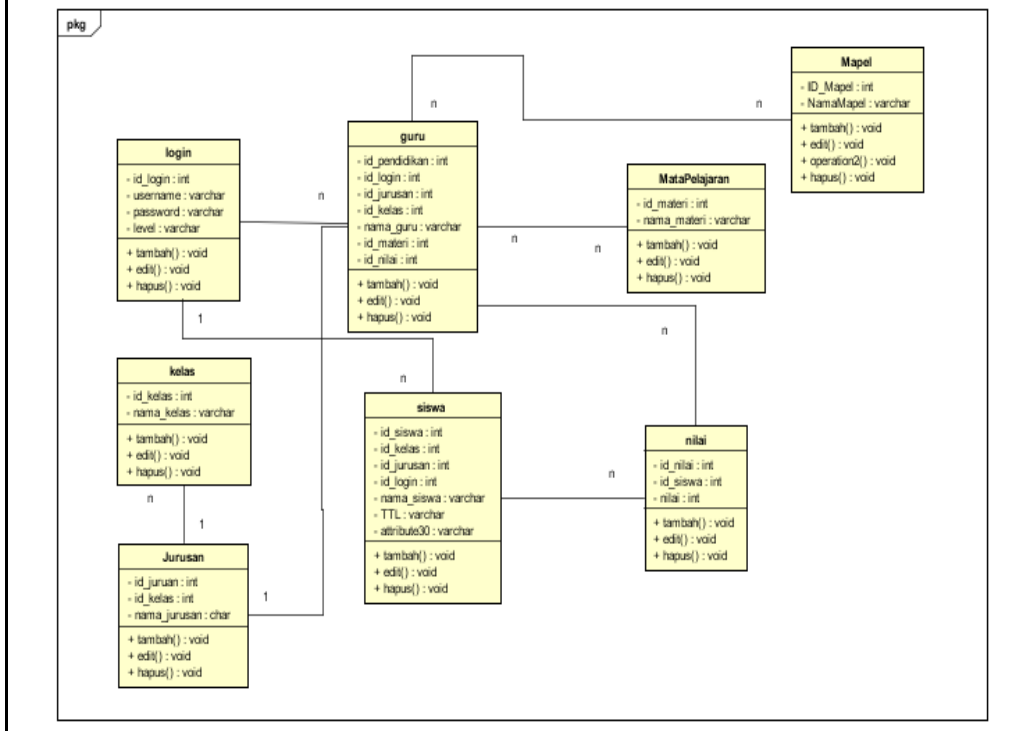 pkg
Mapel
- ID_Mapel : int
- NamaMapel : varchar
+ tambah() : void
+ edit() : void
+ operation2() : void
+ hapus() : void
n
n
guru
- id_pendidikan : int
- id_login : int
- id_jurusan : int
- id_kelas : int
- nama_guru : varchar
- id_materi : int
- id_nilai : int
+ tambah() : void
+ edit() : void
+ hapus() : void
login
- id_login : int
- username : varchar
- password : varchar
- level : varchar
+ tambah() : void
+ edit() : void
+ hapus() : void
n
MataPelajaran
- id_materi : int
- nama_materi : varchar
+ tambah() : void
+ edit() : void
+ hapus() : void
n
n
1
n
n
kelas
- id_kelas : int
- nama_kelas : varchar
+ tambah() : void
+ edit() : void
+ hapus() : void
siswa
- id_siswa : int
- id_kelas : int
- id_jurusan : int
- id_login : int
- nama_siswa : varchar
- TTL : varchar
- attribute30 : varchar
+ tambah() : void
+ edit() : void
+ hapus() : void
n
nilai
- id_nilai : int
- id_siswa : int
- nilai : int
+ tambah() : void
+ edit() : void
+ hapus() : void
n
1
Jurusan
- id_juruan : int
- id_kelas : int
- nama_jurusan : char
+ tambah() : void
+ edit() : void
+ hapus() : void
1